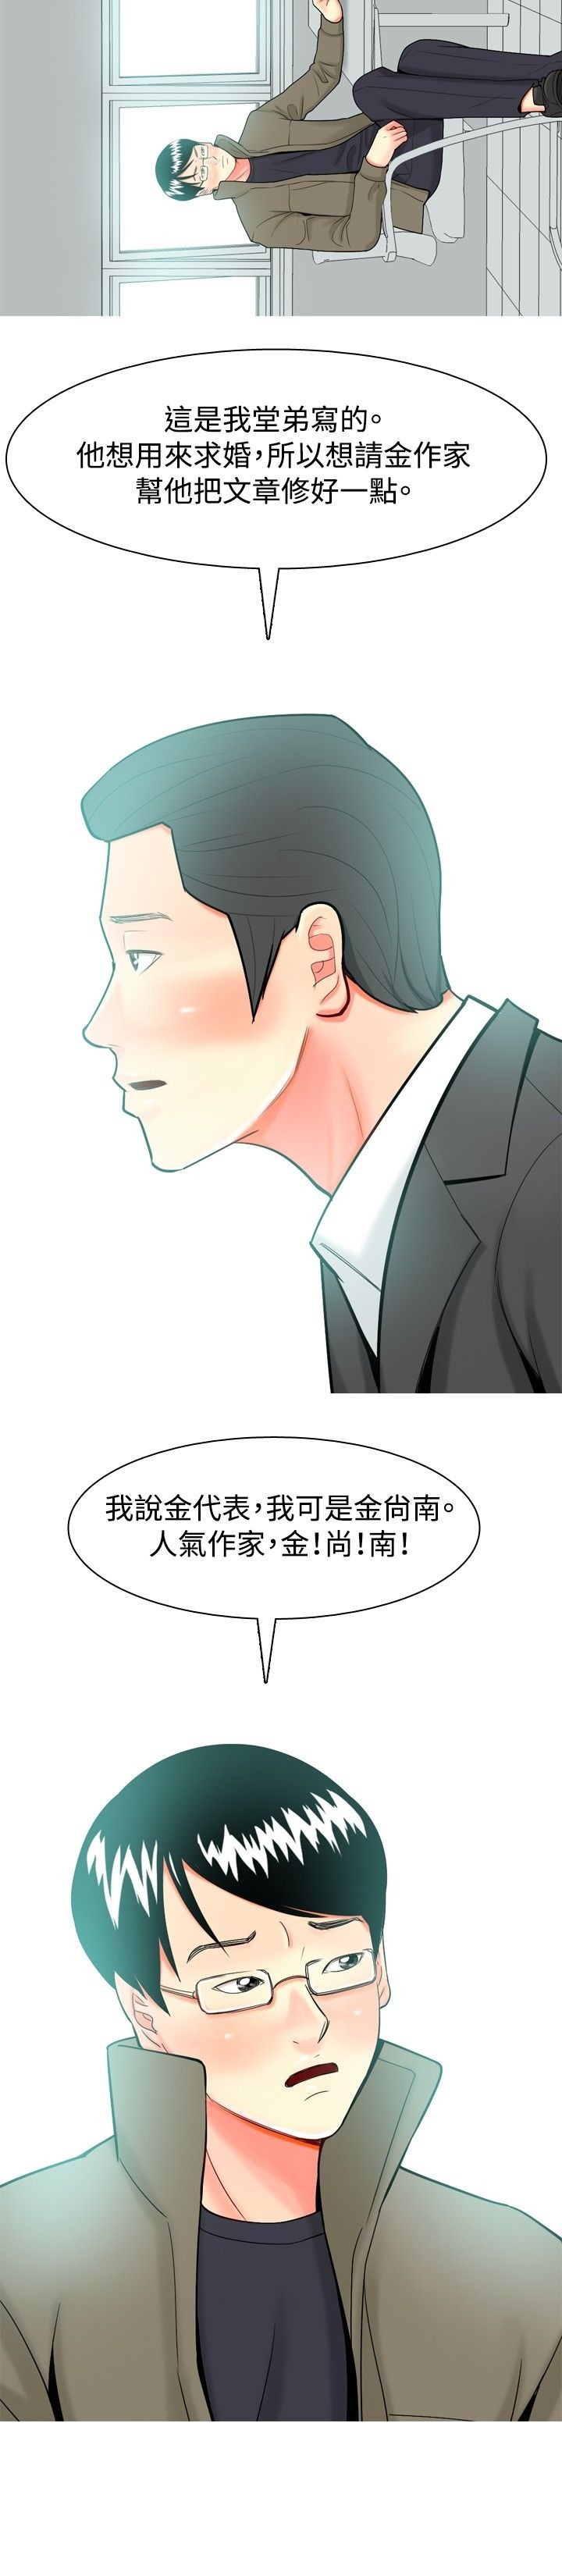 這是我堂弟寫的。
他想用來求婚，所以想請金作家
幫他把文章修好一點。
我說金代表，我可是金尙南。
人氣作家，金！尚！南！